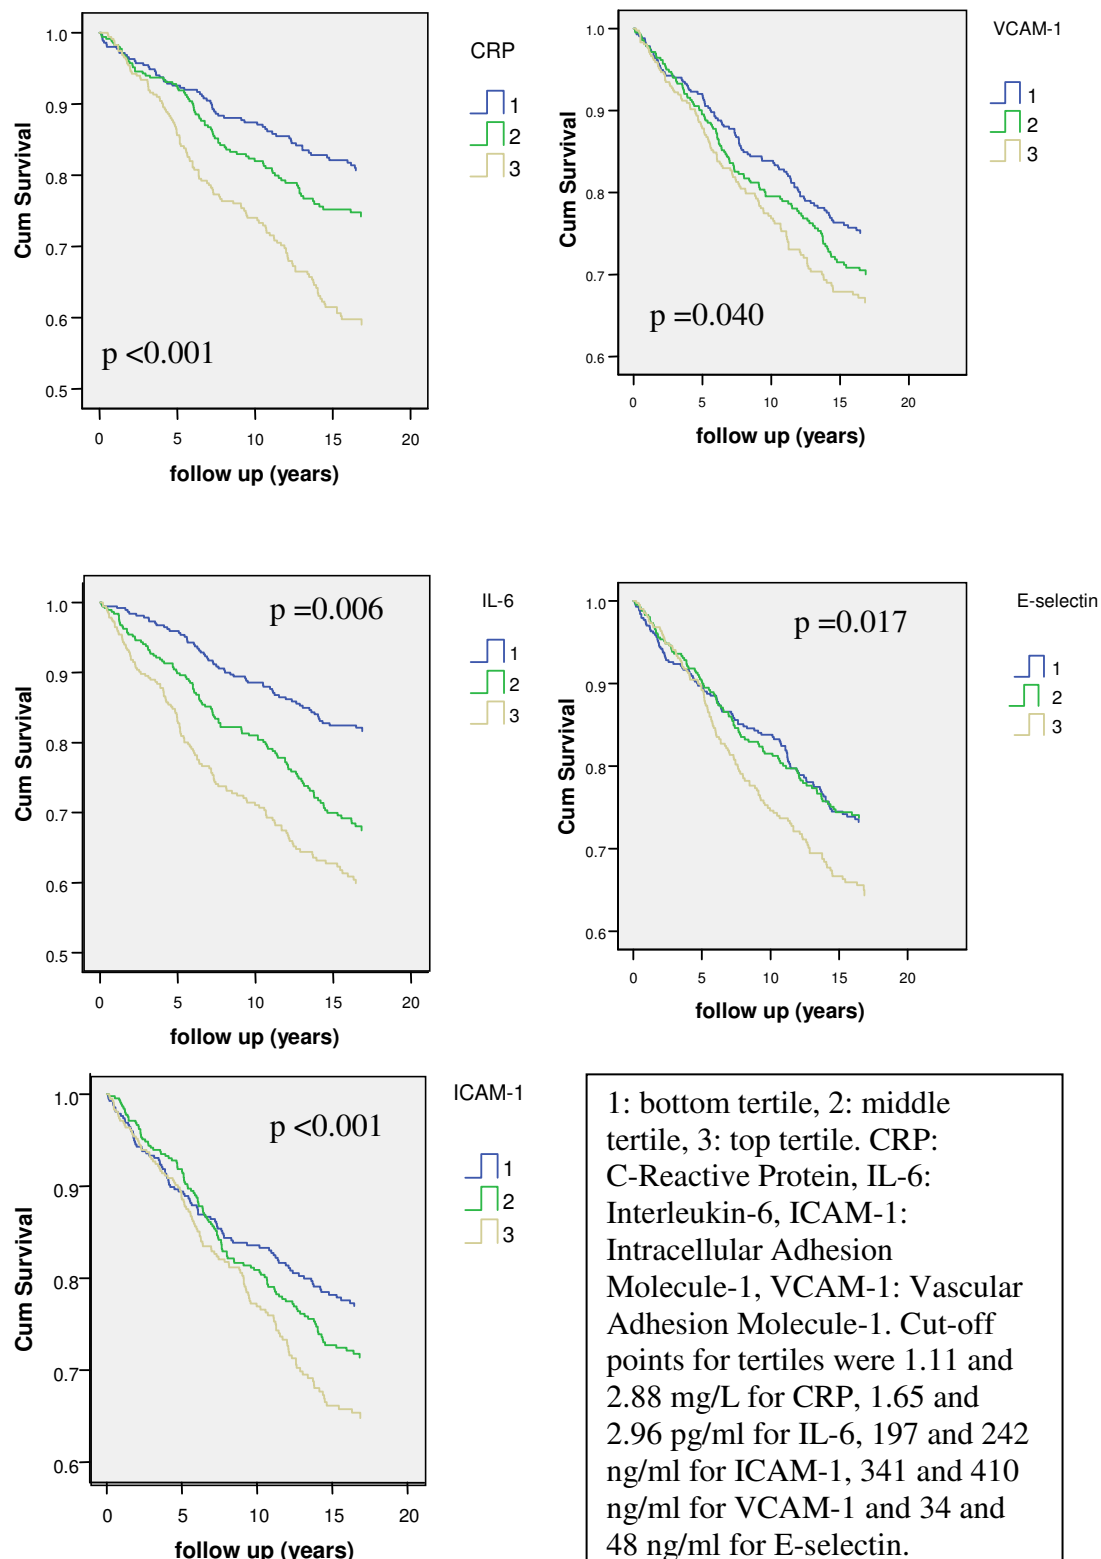 CRP
1
2
3
1.0
0.9
0.8
0.7
0.6
0.5
Cum Survival
p <0.001
0 5 10 15 20
follow up (years)
VCAM-1
1
2
3
1.0
0.9
0.8
0.7
0.6
Cum Survival
p =0.040
0 5 10 15 20
follow up (years)
IL-6
1
2
3
1.0
0.9
0.8
0.7
0.6
0.5
Cum Survival
p =0.006
0 5 10 15 20
follow up (years)
E-selectin
1
2
3
1.0
0.9
0.8
0.7
0.6
Cum Survival
p =0.017
0 5 10 15 20
follow up (years)
ICAM-1
1
2
3
1.0
0.9
0.8
0.7
0.6
Cum Survival
p <0.001
0 5 10 15 20
follow up (years)
1: bottom tertile, 2: middle
tertile, 3: top tertile. CRP:
C-Reactive Protein, IL-6:
Interleukin-6, ICAM-1:
Intracellular Adhesion
Molecule-1, VCAM-1: Vascular
Adhesion Molecule-1. Cut-off
points for tertiles were 1.11 and
2.88 mg/L for CRP, 1.65 and
2.96 pg/ml for IL-6, 197 and 242
ng/ml for ICAM-1, 341 and 410
ng/ml for VCAM-1 and 34 and
48 ng/ml for E-selectin.